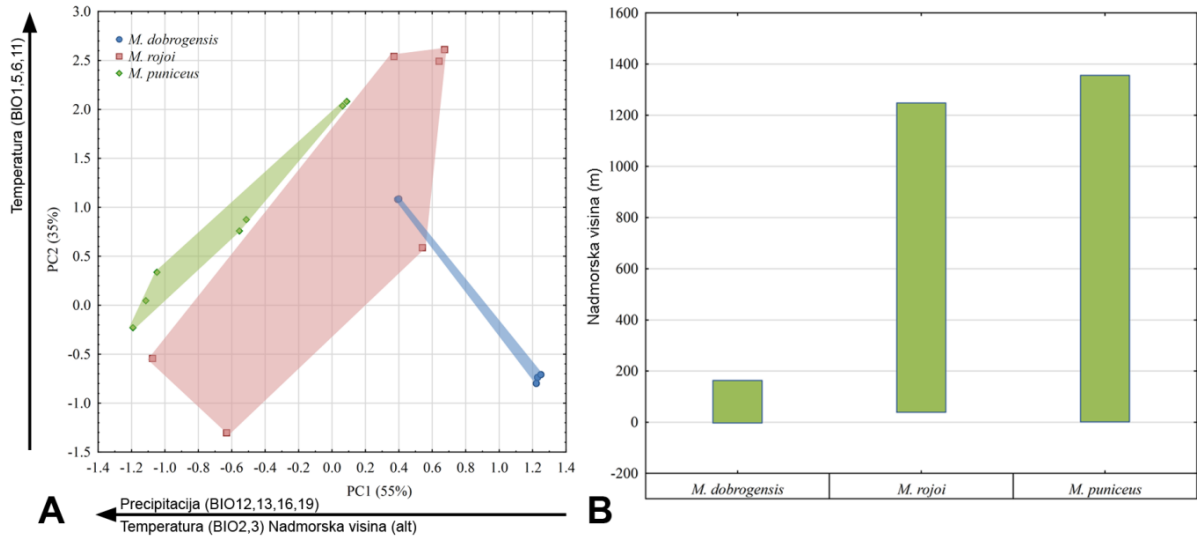 Temperatura (BIO1,5,6,11)
PC2 (35%)
3.0
2.5
2.0
1.5
1.0
0.5
0.0
-0.5
-1.0
-1.5
M. dobrogensis
M. rojoi
M. puniceus
-1.4 -1.2 -1.0 -0.8 -0.6 -0.4 -0.2 0.0 0.2 0.4 0.6 0.8 1.0 1.2 1.4
PC1 (55%)
A
Precipitacija (BIO12,13,16,19)
Temperatura (BIO2,3) Nadmorska visina (alt)
B
Nadmorska visina (m)
1600
1400
1200
1000
800
600
400
200
0
-200
M. dobrogensis M. rojoi M. puniceus